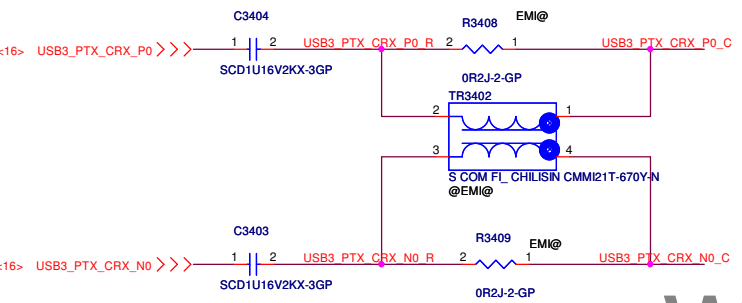 C3404
R3408
EMI@
<16> USB3_PTX_CRX_P0
1 2
USB3_PTX_CRX_P0_R
2 1
USB3_PTX_CRX_P0_C
SCD1U16V2KX-3GP
0R2J-2-GP
TR3402
2 1
3 4
S COM FI_ CHILISIN CMMI21T-670Y-N
@EMI@
C3403
R3409
EMI@
<16> USB3_PTX_CRX_N0
1 2
USB3_PTX_CRX_N0_R
2 1
USB3_PTX_CRX_N0_C
SCD1U16V2KX-3GP
0R2J-2-GP